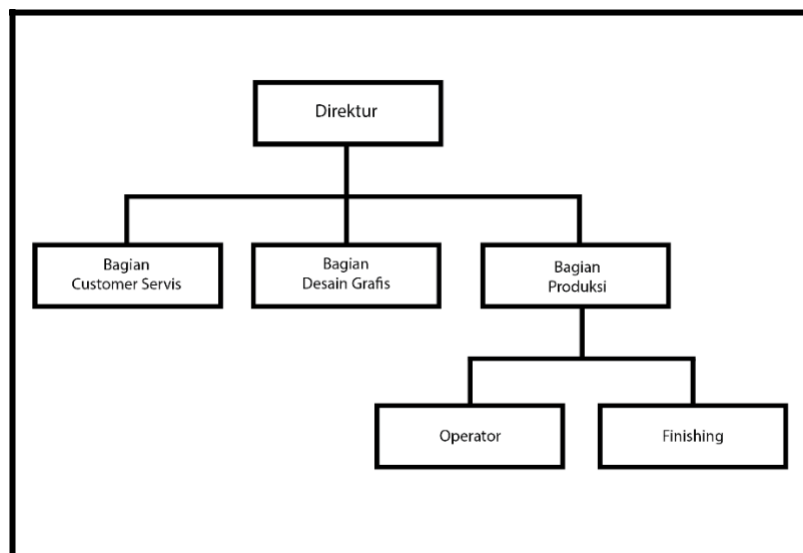 Direktur
Bagian
Customer Servis
Bagian
Desain Grafis
Bagian
Produksi
Operator
Finishing